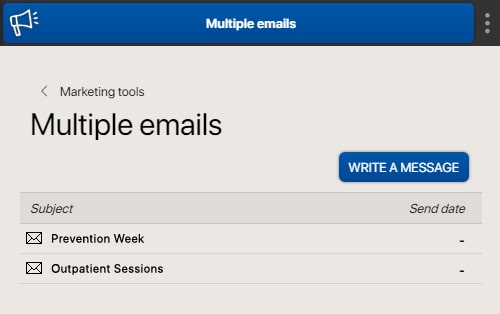 Multiple emails
Marketing tools
Multiple emails
WRITE A MESSAGE
Subject Send date
Prevention Week -
Outpatient Sessions -